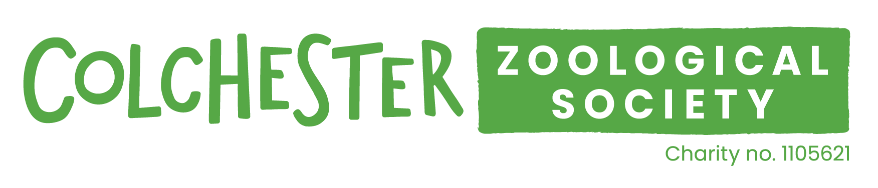 COLCHESTER
ZOOLOGICAL
SOCIETY
Charity no. 1105621